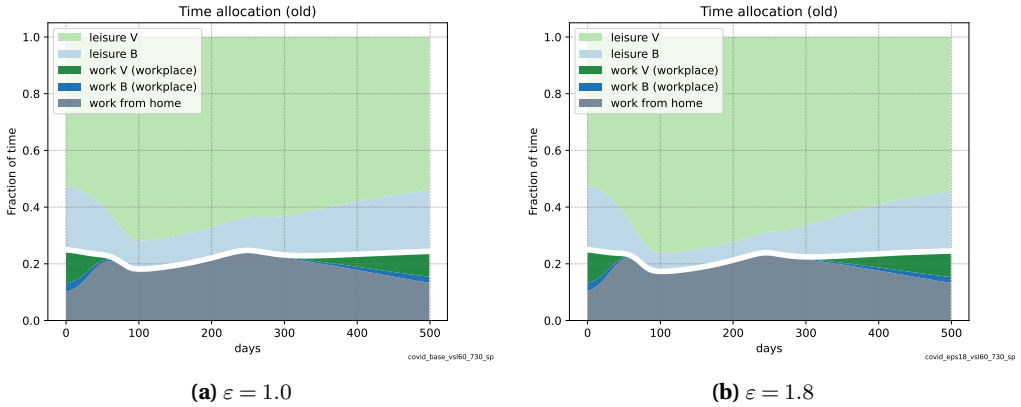 Time allocation (old)
1.0
0.8
0.6
0.4
0.2
0.0
Fraction of time
leisure V
leisure B
work V (workplace)
work B (workplace)
work from home
0
100
200
300
400
500
days
covid_base_vsl60_730_sp
(a) ε = 1.0
Time allocation (old)
1.0
0.8
0.6
0.4
0.2
0.0
Fraction of time
leisure V
leisure B
work V (workplace)
work B (workplace)
work from home
0
100
200
300
400
500
days
covid_eps18_vsl60_730_sp
(b) ε = 1.8